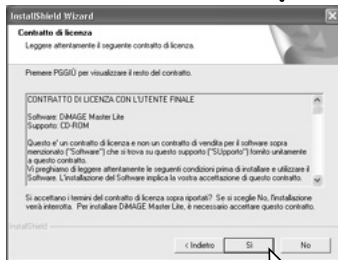 InstallShield Wizard
Contratto di licenza
Leggere attentamente il seguente contratto di licenza.
Premere PGGIÙ per visualizzare il resto del contratto.
CONTRATTO DI LICENZA CON L'UTENTE FINALE
Software: DiMAGE Master Lite
Supporto: CD-ROM
Questo e' un contratto di licenza e non un contratto di vendita per il software sopra
menzionato ("Software") che si trova su questo supporto ("SUpporto") fornito unitamente
a questo contratto.
Vi preghiamo di leggere attentamente le seguenti condizioni prima di installare e utilizzare il
Software. L'installazione del Software implica la vostra accettazione di questo contratto.
Si accettano i termini del contratto di licenza sopra riportati? Se si sceglie No, l'installazione
verrà interrotta. Per installare DiMAGE Master Lite, è necessario accettare questo contratto.
InstallShield
< Indietro
Sì
No